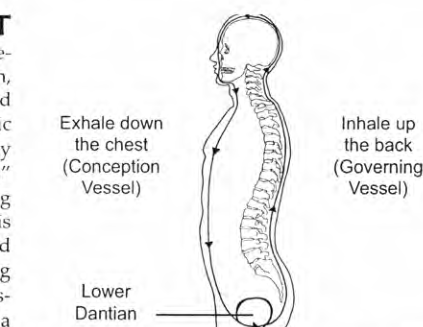 Exhale down
the chest
(Conception
Vessel)
Inhale up
the back
(Governing
Vessel)
Lower
Dantian